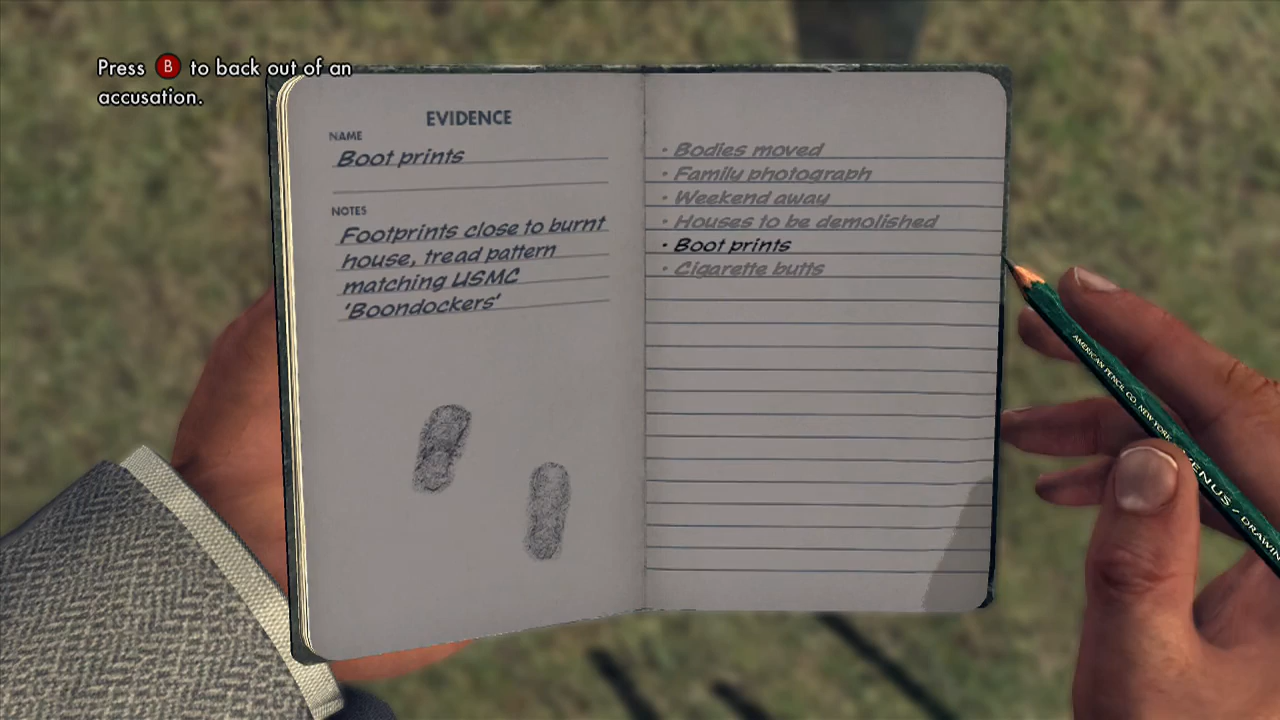 Press B to back out of an
accusation.
EVIDENCE
NAME
Boot prints
NOTES
Footprints close to burnt
house, tread pattern
matching USMC
'Boondockers'
· Bodies moved
· Family photograph
· Weekend away
· Houses to be demolished
· Boot prints
· Cigarette butts
AMERICAN PENCIL CO. NEW YORK
VENUS / DRAWIN